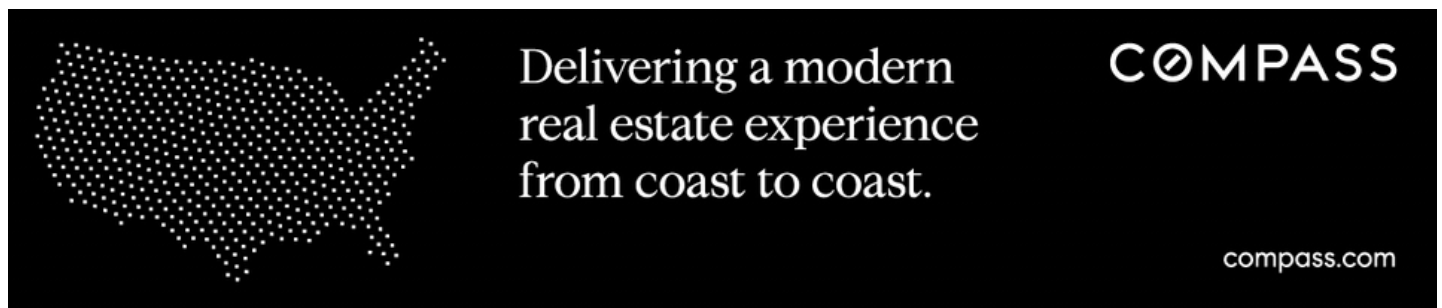 Delivering a modern
real estate experience
from coast to coast.
COMPASS
compass.com